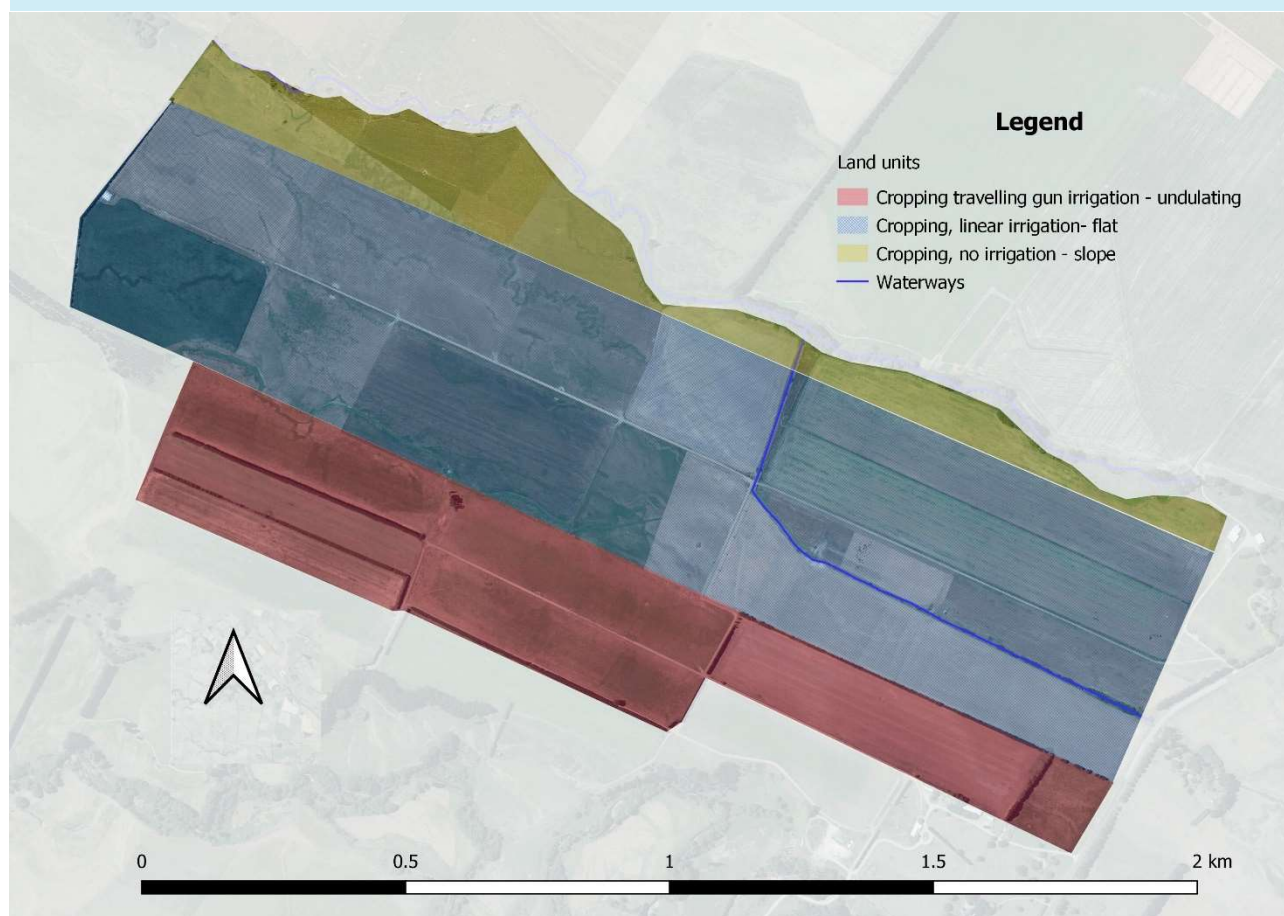 Legend
Land units
Cropping travelling gun irrigation - undulating
Cropping, linear irrigation- flat
Cropping, no irrigation - slope
Waterways
0 0.5 1 1.5 2 km